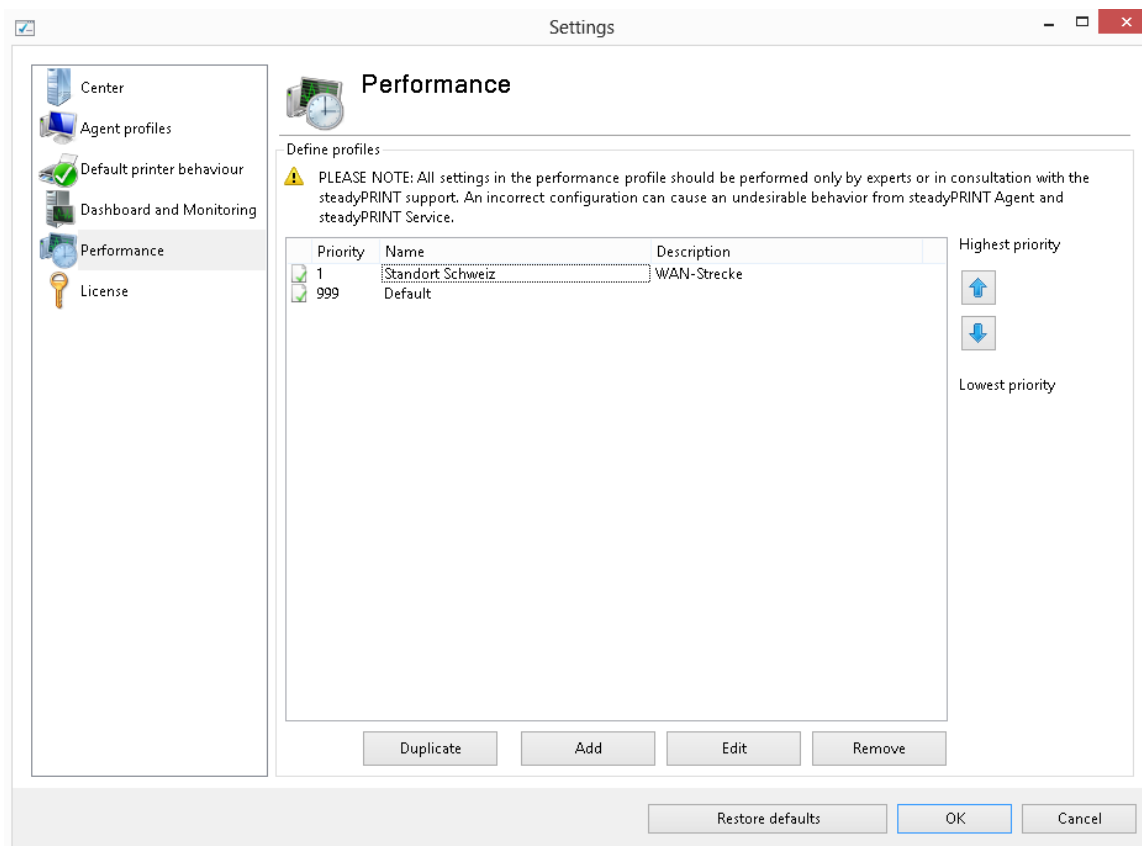 Settings
Center
Agent profiles
Default printer behaviour
Dashboard and Monitoring
Performance
License
Performance
Define profiles
PLEASE NOTE: All settings in the performance profile should be performed only by experts or in consultation with the
steadyPRINT support. An incorrect configuration can cause an undesirable behavior from steadyPRINT Agent and
steadyPRINT Service.
Priority Name Description
1 Standort Schweiz WAN-Strecke
999 Default
Highest priority
Lowest priority
Duplicate Add Edit Remove
Restore defaults OK Cancel